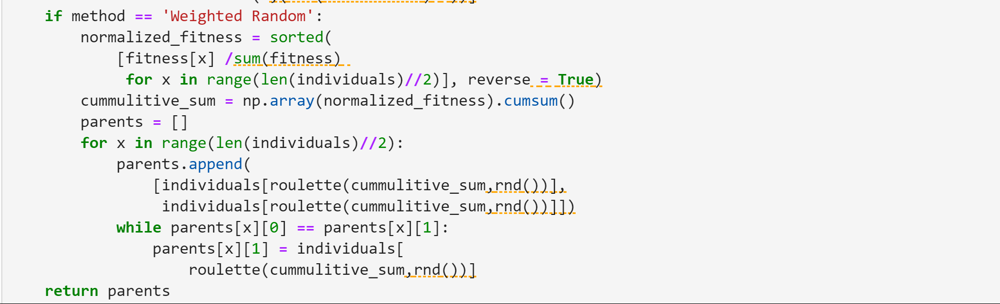 if method == 'Weighted Random':
    normalized_fitness = sorted(
        [fitness[x] /sum(fitness)
         for x in range(len(individuals)//2)], reverse = True)
    cummulitive_sum = np.array(normalized_fitness).cumsum()
    parents = []
    for x in range(len(individuals)//2):
        parents.append(
            [individuals[roulette(cummulitive_sum,rnd())],
             individuals[roulette(cummulitive_sum,rnd())]])
        while parents[x][0] == parents[x][1]:
            parents[x][1] = individuals[
                roulette(cummulitive_sum,rnd())]
return parents